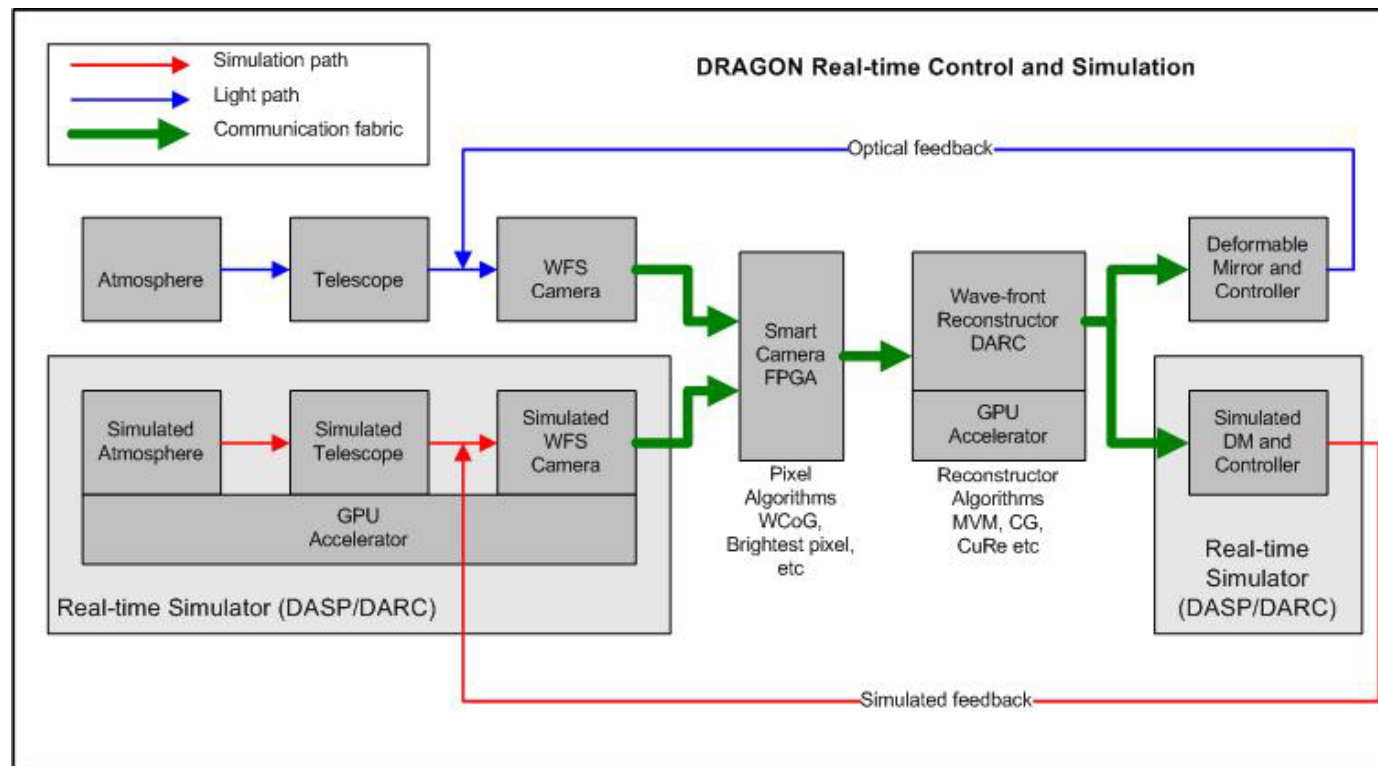 Simulation path
Light path
Communication fabric
DRAGON Real-time Control and Simulation
Optical feedback
Atmosphere
Telescope
WFS
Camera
Smart
Camera
FPGA
Wave-front
Reconstructor
DARC
GPU
Accelerator
Deformable
Mirror and
Controller
Simulated
Atmosphere
Simulated
Telescope
Simulated
WFS
Camera
GPU
Accelerator
Real-time Simulator (DASP/DARC)
Pixel
Algorithms
WCoG,
Brightest pixel,
etc
Reconstructor
Algorithms
MVM, CG,
CuRe etc
Simulated
DM and
Controller
Real-time
Simulator
(DASP/DARC)
Simulated feedback